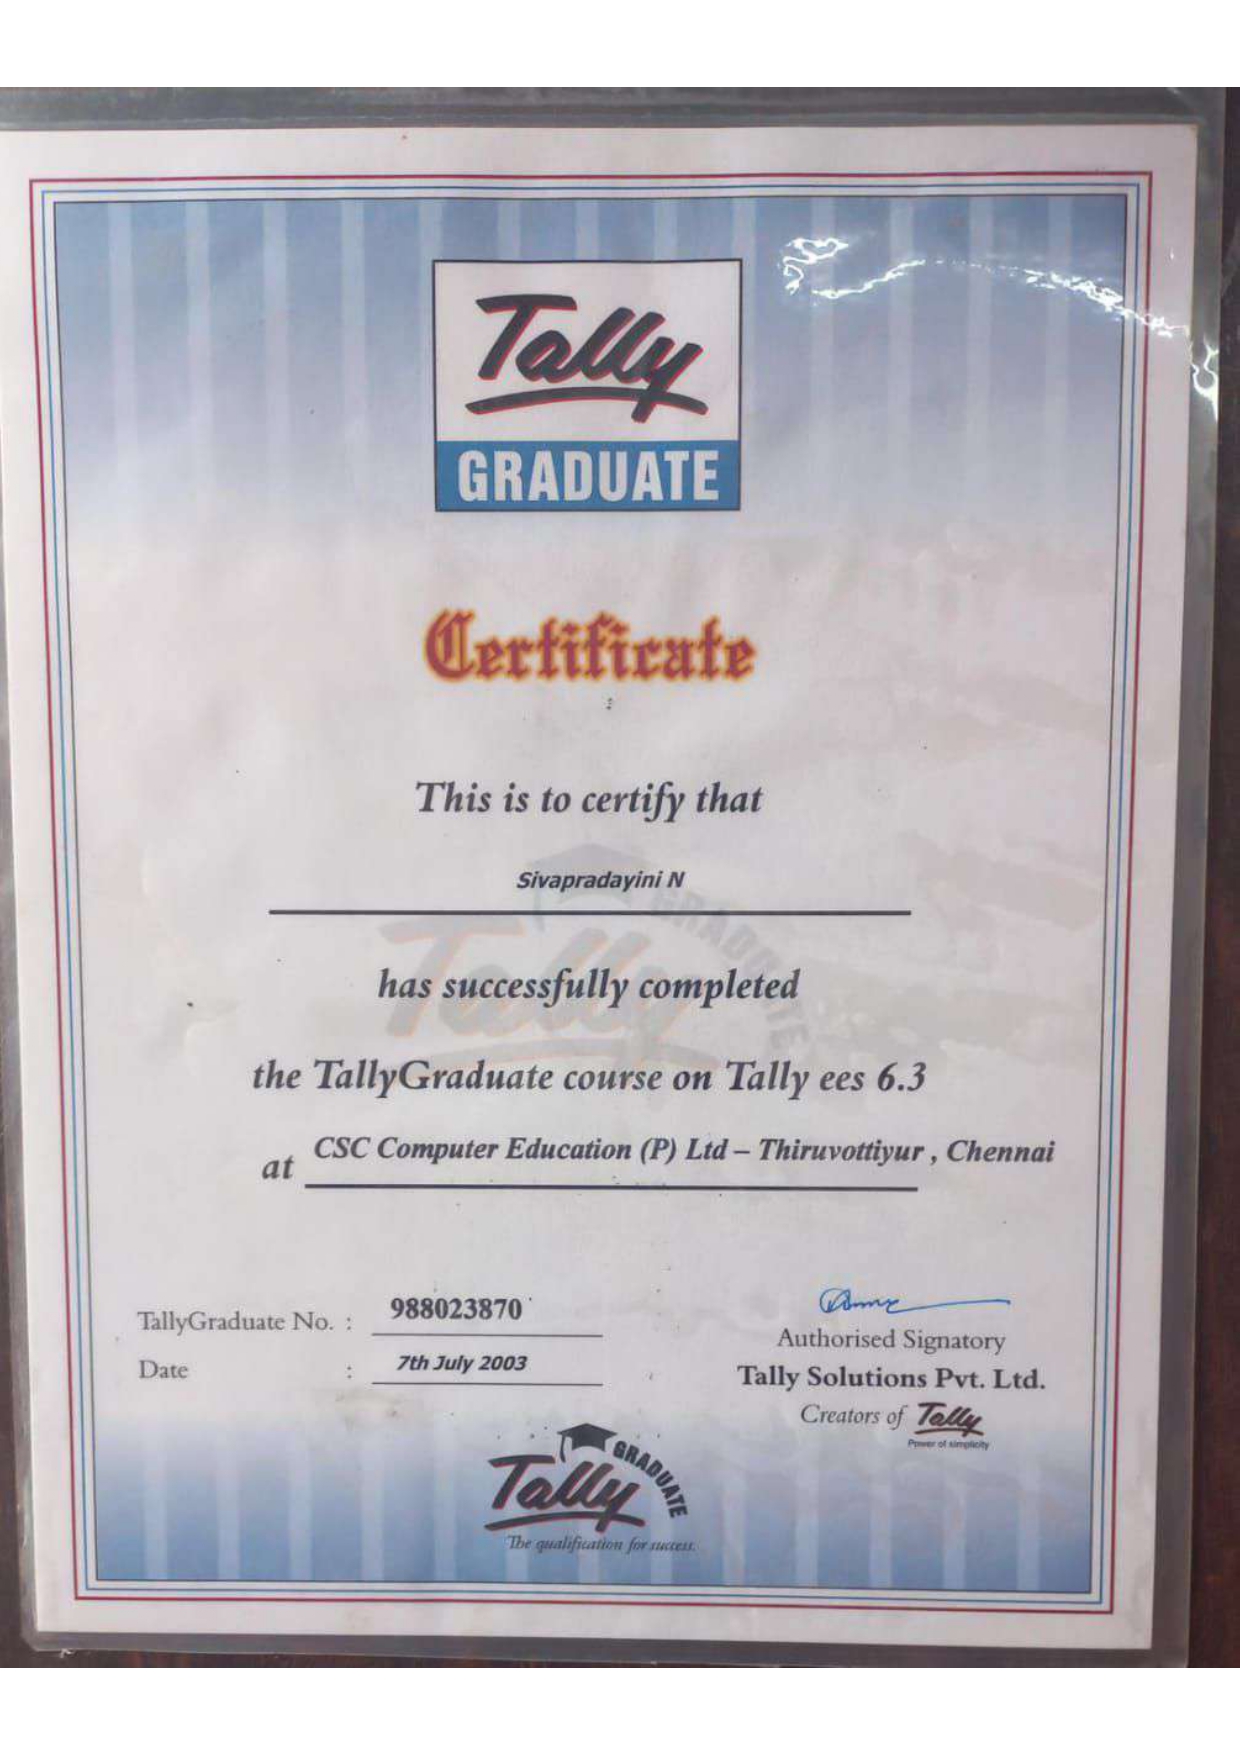 Tally
GRADUATE
Certificate
This is to certify that
Sivapradayini N
has successfully completed
the TallyGraduate course on Tally ees 6.3
at CSC Computer Education (P) Ltd – Thiruvottiyur , Chennai
TallyGraduate No. : 988023870
Date : 7th July 2003
Authorised Signatory
Tally Solutions Pvt. Ltd.
Creators of Tally
Power of simplicity
Tally GRADUATE
The qualification for success.